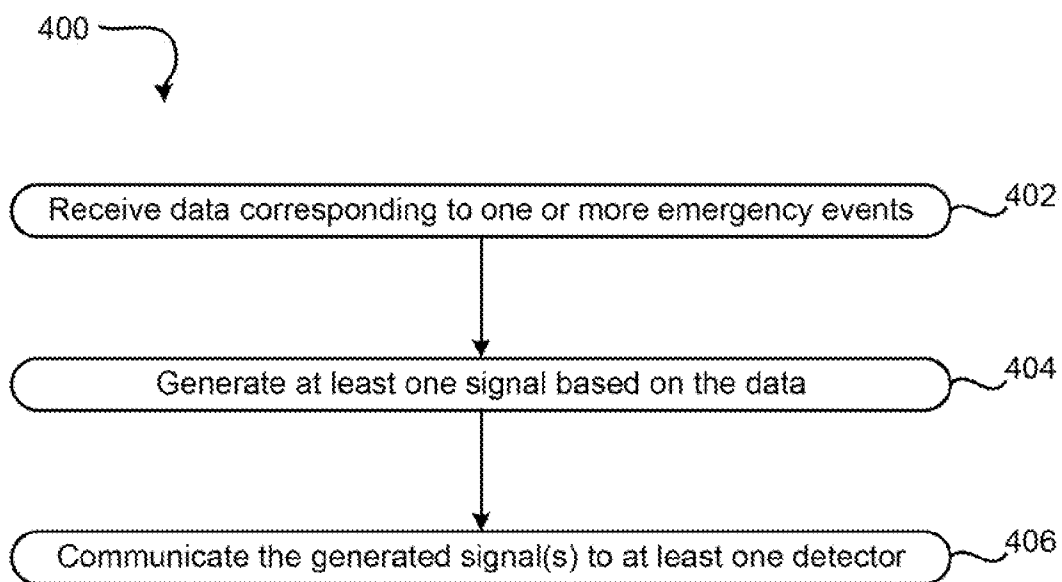 400
Receive data corresponding to one or more emergency events
402
Generate at least one signal based on the data
404
Communicate the generated signal(s) to at least one detector
406